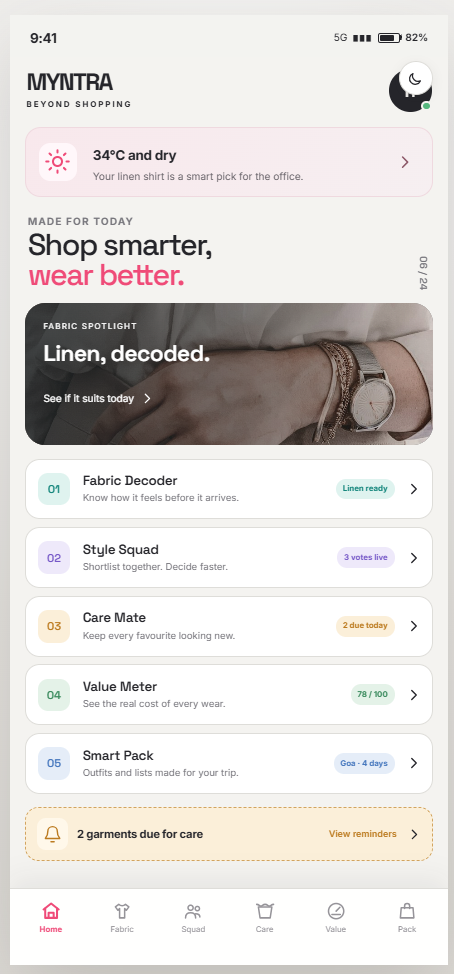 9:41
5G 82%
MYNTRA
BEYOND SHOPPING
34°C and dry
Your linen shirt is a smart pick for the office.
MADE FOR TODAY
Shop smarter,
wear better.
06 / 24
FABRIC SPOTLIGHT
Linen, decoded.
See if it suits today
01
Fabric Decoder
Know how it feels before it arrives.
Linen ready
02
Style Squad
Shortlist together. Decide faster.
3 votes live
03
Care Mate
Keep every favourite looking new.
2 due today
04
Value Meter
See the real cost of every wear.
78 / 100
05
Smart Pack
Outfits and lists made for your trip.
Goa · 4 days
2 garments due for care
View reminders
Home
Fabric
Squad
Care
Value
Pack